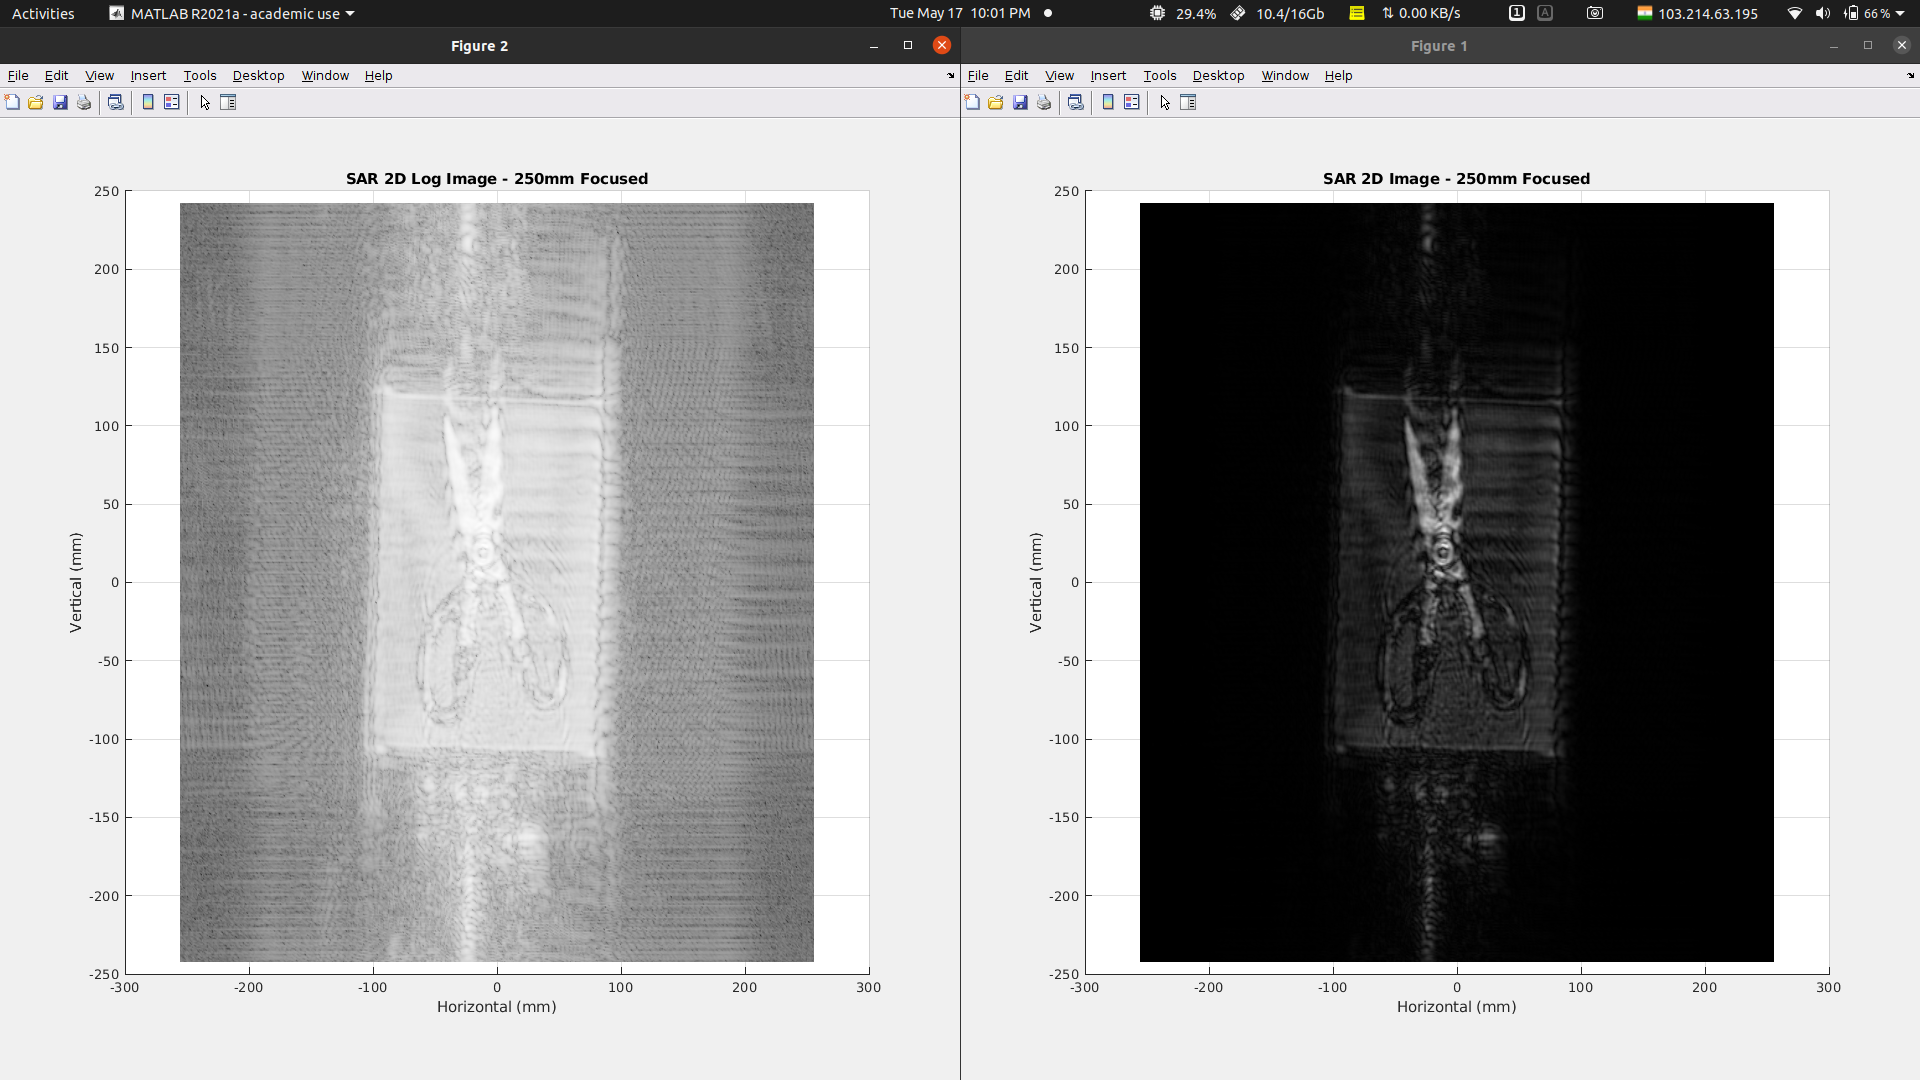 Activities MATLAB R2021a - academic use Tue May 17 10:01 PM 29.4% 10.4/16Gb 0.00 KB/s 1 A 103.214.63.195 66 %
Figure 2
File Edit View Insert Tools Desktop Window Help
SAR 2D Log Image - 250mm Focused
250
200
150
100
50
0
-50
-100
-150
-200
-250
Vertical (mm)
-300 -200 -100 0 100 200 300
Horizontal (mm)
Figure 1
File Edit View Insert Tools Desktop Window Help
SAR 2D Image - 250mm Focused
250
200
150
100
50
0
-50
-100
-150
-200
-250
Vertical (mm)
-300 -200 -100 0 100 200 300
Horizontal (mm)